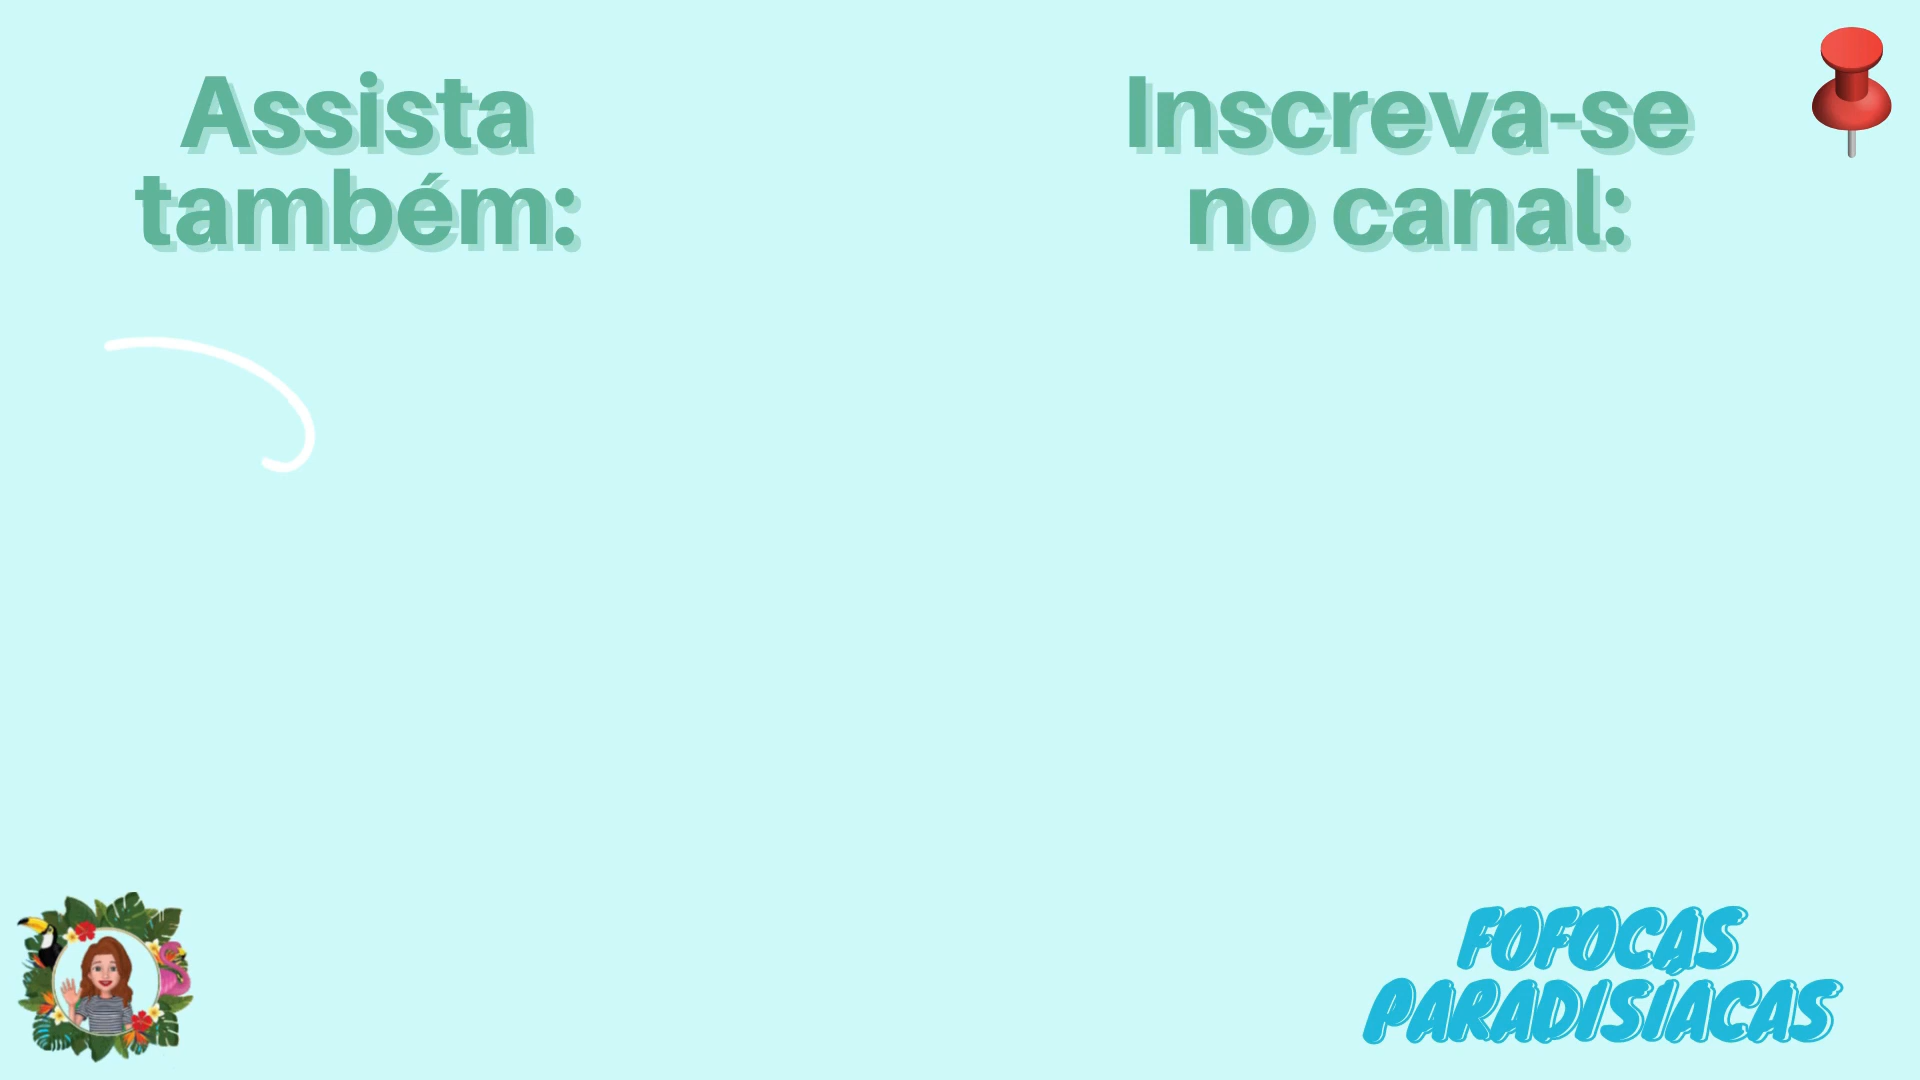 Assista
também:
Inscreva-se
no canal:
FOFOCAS
PARADISÍACAS